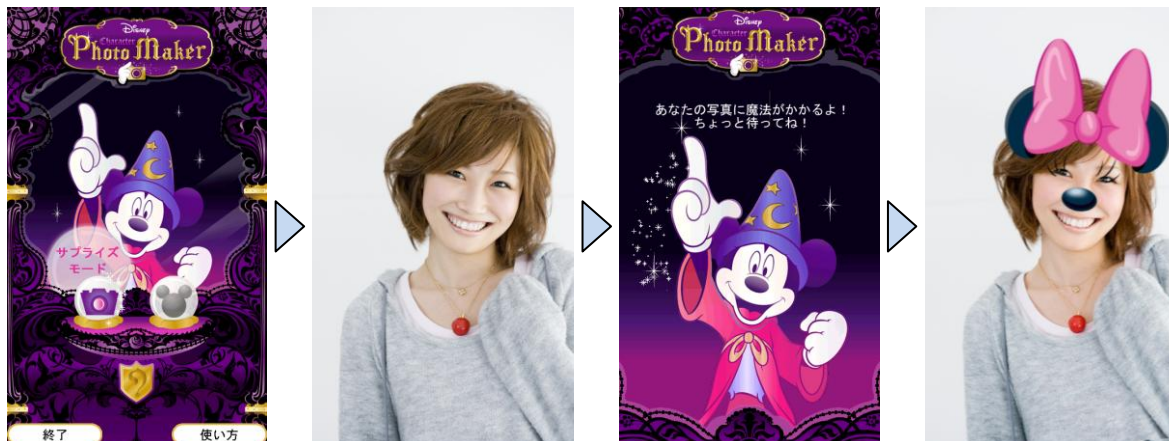 Disney
Character
Photo Maker
サプライズ
モード
終了
使い方
Disney
Character
Photo Maker
あなたの写真に魔法がかかるよ！
ちょっと待ってね！